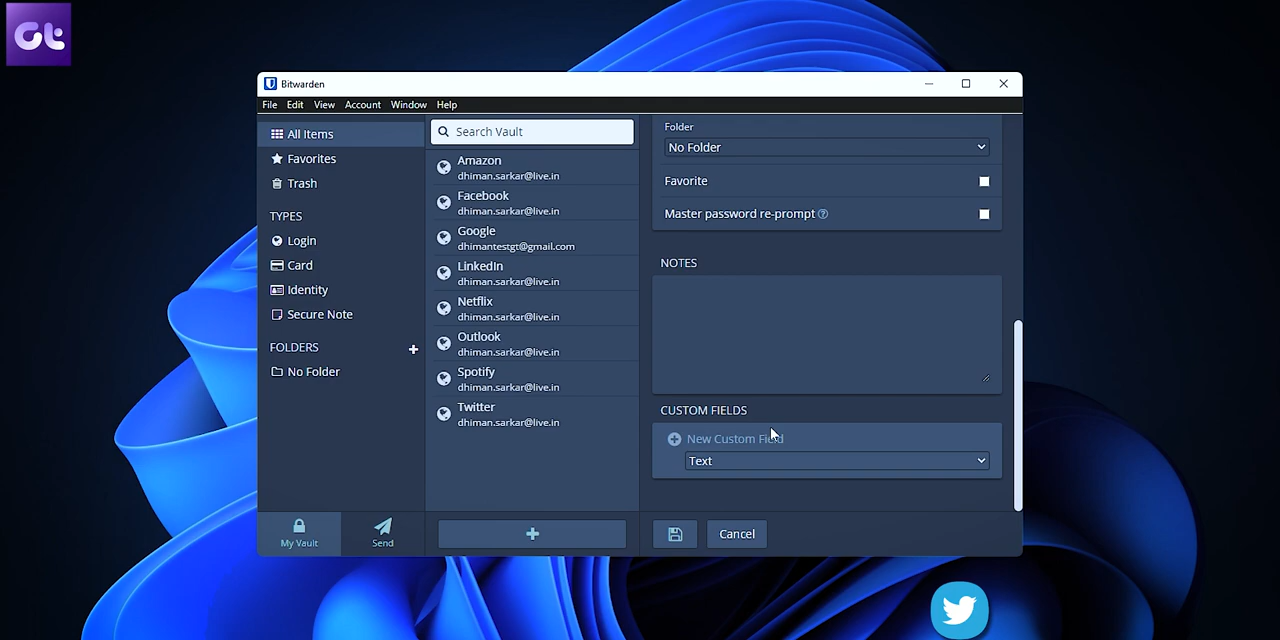 Gt
Bitwarden
File Edit View Account Window Help
All Items
Favorites
Trash
TYPES
Login
Card
Identity
Secure Note
FOLDERS
No Folder
My Vault
Send
Search Vault
Amazon
dhiman.sarkar@live.in
Facebook
dhiman.sarkar@live.in
Google
dhimantestgt@gmail.com
LinkedIn
dhiman.sarkar@live.in
Netflix
dhiman.sarkar@live.in
Outlook
dhiman.sarkar@live.in
Spotify
dhiman.sarkar@live.in
Twitter
dhiman.sarkar@live.in
Folder
No Folder
Favorite
Master password re-prompt
NOTES
CUSTOM FIELDS
New Custom Field
Text
Cancel